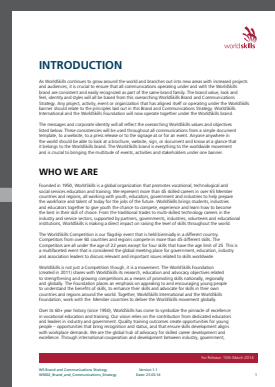 worldskills
INTRODUCTION
As WorldSkills continues to grow around the world and branches out into new areas with increased projects
and audiences, it is crucial to ensure that all communications operating under and with the WorldSkills
brand are consistent and easily recognised as part of the same brand family. The brand value, look and
feel, identity and styles will all be based on this overarching WorldSkills Brand and Communications
Strategy. Any project, activity, event or organization that has aligned itself or operating under the WorldSkills
banner should relate to the principles laid out in this Brand and Communications Strategy. WorldSkills
International and the WorldSkills Foundation will now operate together under the WorldSkills brand.
The messages and corporate identity will all reflect the overarching WorldSkills values and objectives
listed below. These consistencies will be used throughout all communications from a simple document
template, to a website, to a press release or to the signage at or for an event. Anyone anywhere in
the world should be able to look at a brochure, website, sign, or document and know at a glance that
it belongs to the WorldSkills brand. The WorldSkills brand is everything to the worldwide movement
and is crucial to bringing the multitude of events, activities and stakeholders under one banner.
WHO WE ARE
Founded in 1950, WorldSkills is a global organization that promotes vocational, technological and
social services education and training. We represent more than 45 skilled careers in over 65 Member
countries and regions, all working with youth, education, government and industries to help prepare
the workforce and talent of today for the jobs of the future. WorldSkills brings students, industries
and educators together to give youth the chance to compete, experience and learn how to become
the best in their skill of choice. From the traditional trades to multi-skilled technology careers in the
industry and service sectors, supported by partners, governments, industries, volunteers and educational
institutions, WorldSkills is making a direct impact on raising the level of skills throughout the world.
The WorldSkills Competition is our flagship event that is held biennially in a different country.
Competitors from over 65 countries and regions compete in more than 45 different skills. The
Competitors are all under the age of 22 years except for four skills that have the age limit of 25. This is
a multifaceted event that is considered the global meeting place for government, education, industry
and association leaders to discuss relevant and important issues related to skills worldwide.
WorldSkills is not just a Competition though, it is a movement. The WorldSkills Foundation
(created in 2011) shares with WorldSkills its research, education and advocacy objectives related
to strengthening and growing competitions as a means of promoting skills nationally, regionally
and globally. The Foundation places an emphasis on appealing to and encouraging young people
to understand the benefits of skills, to enhance their skills and advocate for skills in their own
countries and regions around the world. Together, WorldSkills International and the WorldSkills
Foundation, work with the Member countries to deliver the WorldSkills movement globally.
Over its 60+ year history (since 1950), WorldSkills has come to symbolize the pinnacle of excellence
in vocational education and training. Our vision relies on the contribution from dedicated educators
and leaders in industry and government. Quality training outcomes create opportunities for young
people – opportunities that bring recognition and status, and that ensure skills development aligns
with workplace demands. We are the global hub of advocacy for skilled career development and
excellence. Through international cooperation and development between industry, government,
For Release: 15th March 2014
WS Brand and Communications Strategy
Version 1.1
1